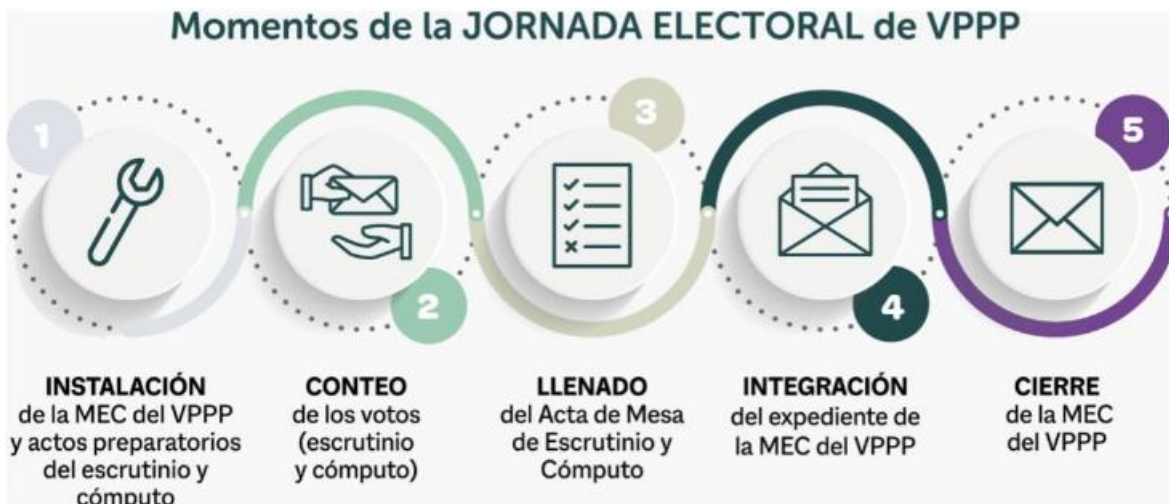 Momentos de la JORNADA ELECTORAL de VPPP
1
2
3
4
5
INSTALACIÓN
de la MEC del VPPP
y actos preparatorios
del escrutinio y
cómputo
CONTEO
de los votos
(escrutinio
y cómputo)
LLENADO
del Acta de Mesa
de Escrutinio y
Cómputo
INTEGRACIÓN
del expediente de
la MEC del VPPP
CIERRE
de la MEC
del VPPP